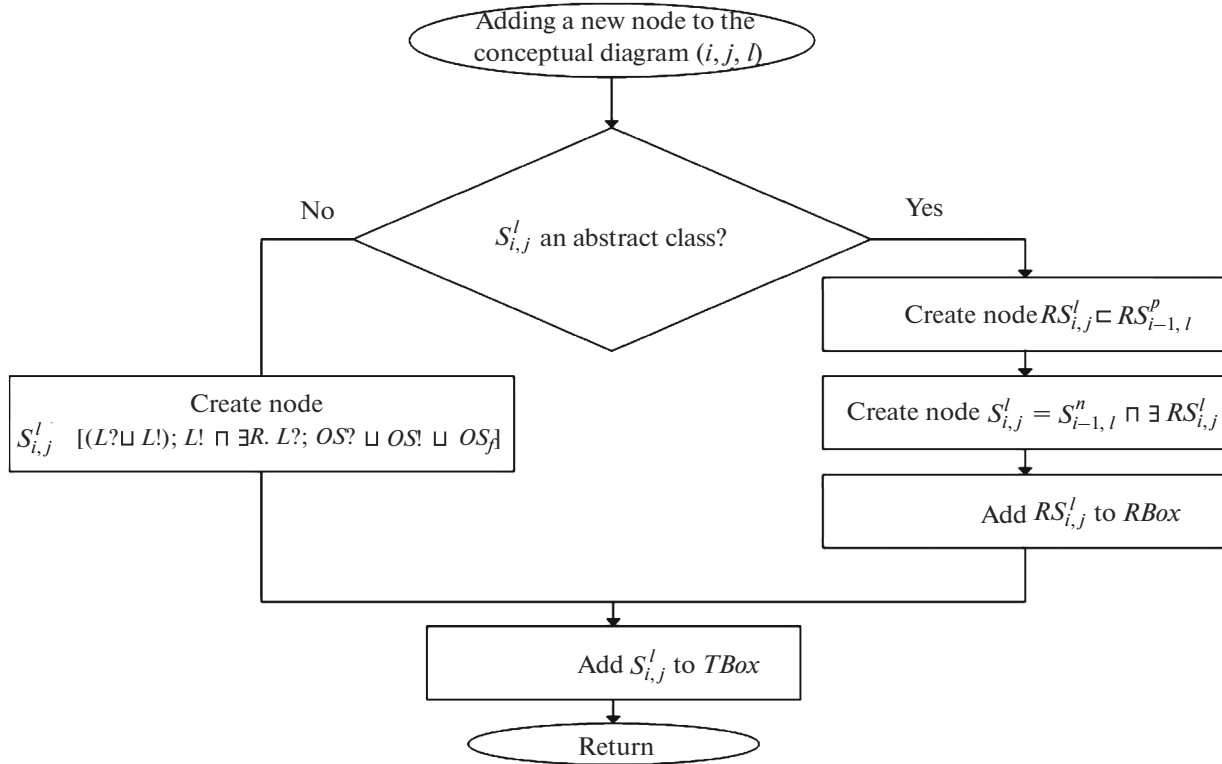 Adding a new node to the
conceptual diagram (i, j, l)
No
Yes
S^l_{i,j} an abstract class?
Create node RS^l_{i,j} ⊏ RS^p_{i–1, l}
Create node
S^l_{i,j} [(L?⊔ L!); L! ⊓ ∃R. L?; OS? ⊔ OS! ⊔ OS_f]
Create node S^l_{i,j} = S^n_{i–1, l} ⊓ ∃ RS^l_{i,j}
Add RS^l_{i,j} to RBox
Add S^l_{i,j} to TBox
Return